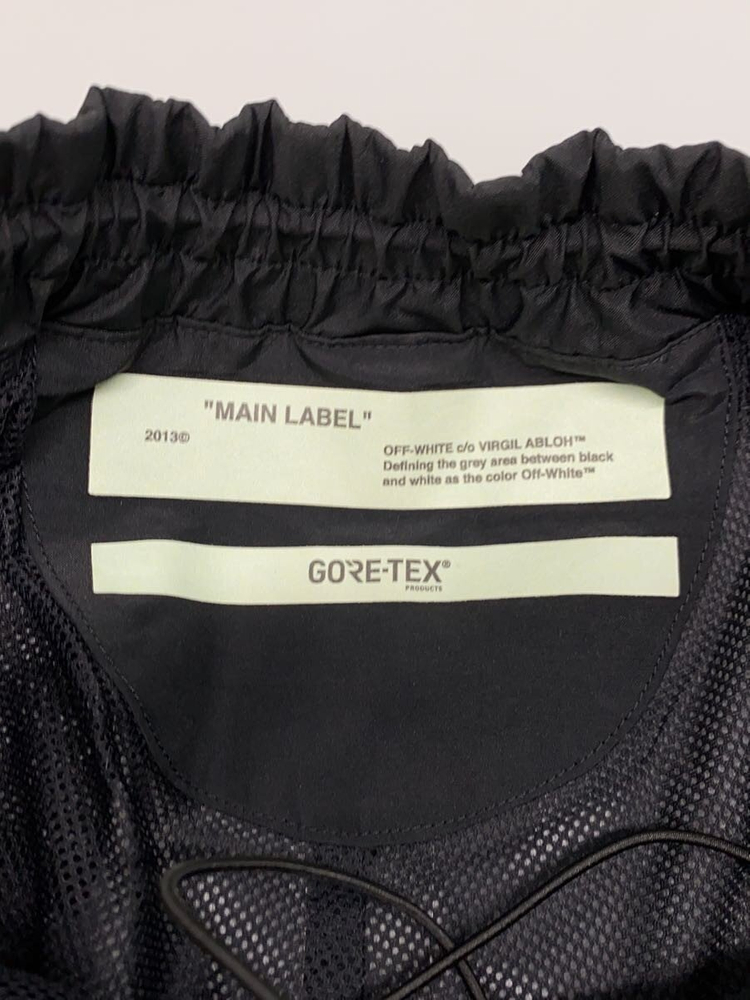 "MAIN LABEL"
2013©
OFF-WHITE c/o VIRGIL ABLOH™
Defining the grey area between black
and white as the color Off-White™
GORE-TEX®
PRODUCTS